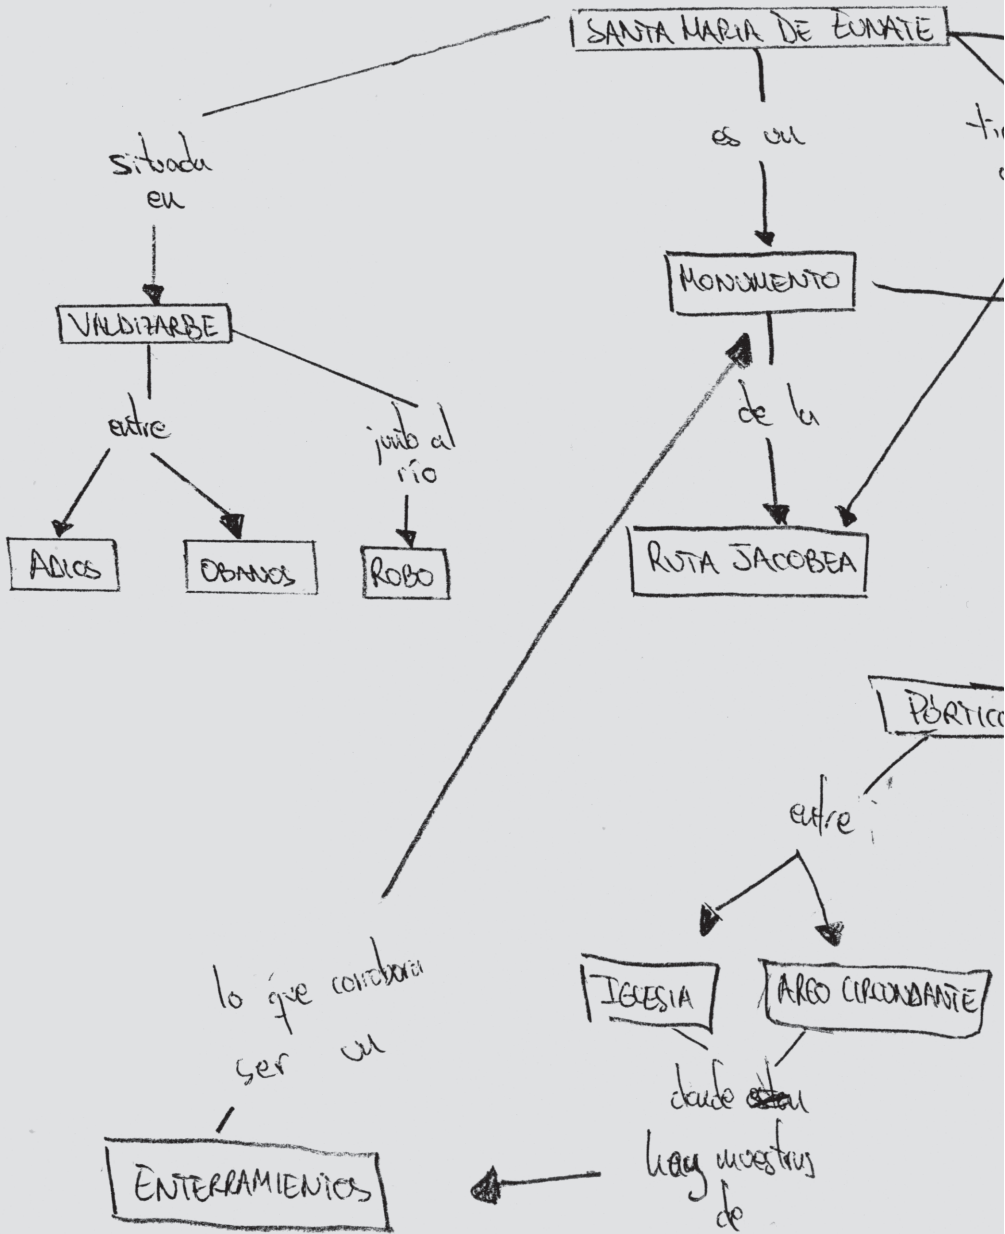 SANTA MARIA DE EUNATE
situada
en
es un
VALDIZARBE
MONUMENTO
entre
junto al
río
de la
ADIOS
OBANOS
ROBO
RUTA JACOBEA
PÓRTICO
entre
IGLESIA
ARCO CIRCONDANTE
lo que corrobora
ser un
donde
hay muestras
de
ENTERRAMIENTOS